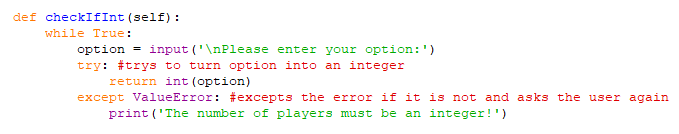 def checkIfInt(self):
    while True:
        option = input('\nPlease enter your option:')
        try: #trys to turn option into an integer
            return int(option)
        except ValueError: #excepts the error if it is not and asks the user again
            print('The number of players must be an integer!')